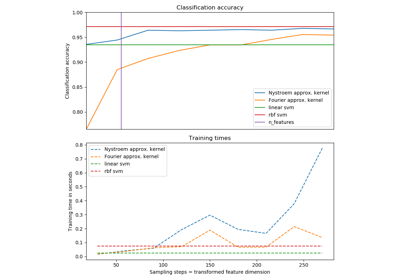 Classification accuracy
1.00
0.95
0.90
0.85
0.80
Classification accuracy
Nystroem approx. kernel
Fourier approx. kernel
linear svm
rbf svm
n_features
Training times
0.8
0.7
0.6
0.5
0.4
0.3
0.2
0.1
0.0
Training time in seconds
Nystroem approx. kernel
Fourier approx. kernel
linear svm
rbf svm
50
100
150
200
250
Sampling steps = transformed feature dimension